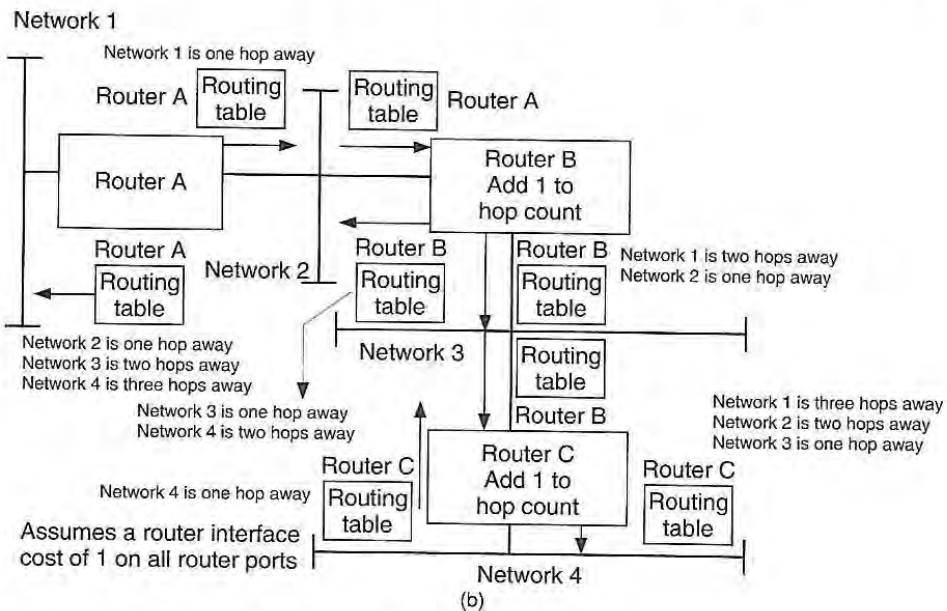 Network 1
Network 1 is one hop away
Router A
Routing
table
Routing
table
Router A
Router A
Router B
Add 1 to
hop count
Router A
Routing
table
Network 2
Router B
Routing
table
Router B
Routing
table
Network 1 is two hops away
Network 2 is one hop away
Network 2 is one hop away
Network 3 is two hops away
Network 4 is three hops away
Network 3
Routing
table
Router B
Network 3 is one hop away
Network 4 is two hops away
Network 1 is three hops away
Network 2 is two hops away
Network 3 is one hop away
Router C
Network 4 is one hop away
Routing
table
Router C
Add 1 to
hop count
Router C
Routing
table
Assumes a router interface
cost of 1 on all router ports
Network 4
(b)